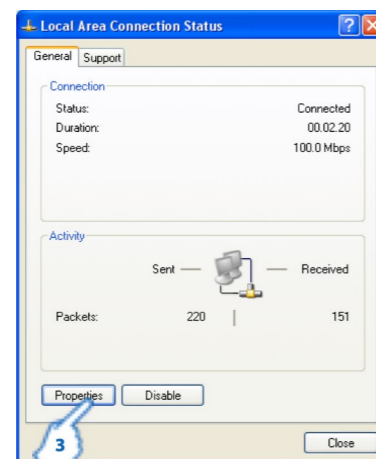 Local Area Connection Status
General Support
Connection
Status: Connected
Duration: 00.02.20
Speed: 100.0 Mbps
Activity
Sent — — Received
Packets: 220 | 151
Properties Disable
3
Close